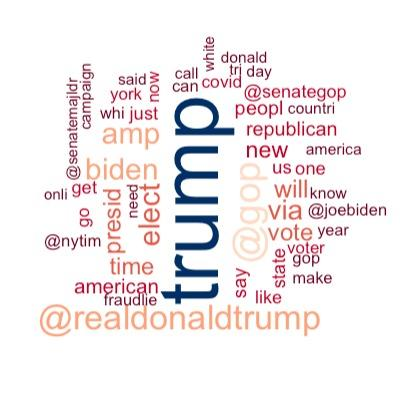 white
donald
call
tri
day
said
can
covid
campaign
@senatemajldr
york
now
@senategop
whi
just
peopl
countri
amp
republican
trump
new
america
biden
us
one
@gop
onli
get
need
will
know
presid
elect
via
@joebiden
go
vote
year
@nytim
voter
time
state
gop
say
make
american
fraudlie
like
@realdonaldtrump